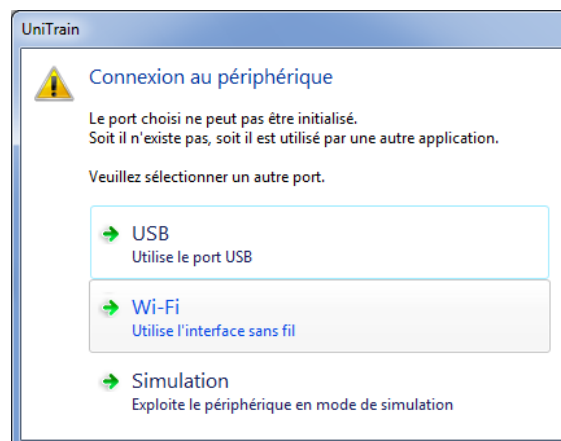 UniTrain
Connexion au périphérique
Le port choisi ne peut pas être initialisé.
Soit il n'existe pas, soit il est utilisé par une autre application.
Veuillez sélectionner un autre port.
USB
Utilise le port USB
Wi-Fi
Utilise l'interface sans fil
Simulation
Exploite le périphérique en mode de simulation